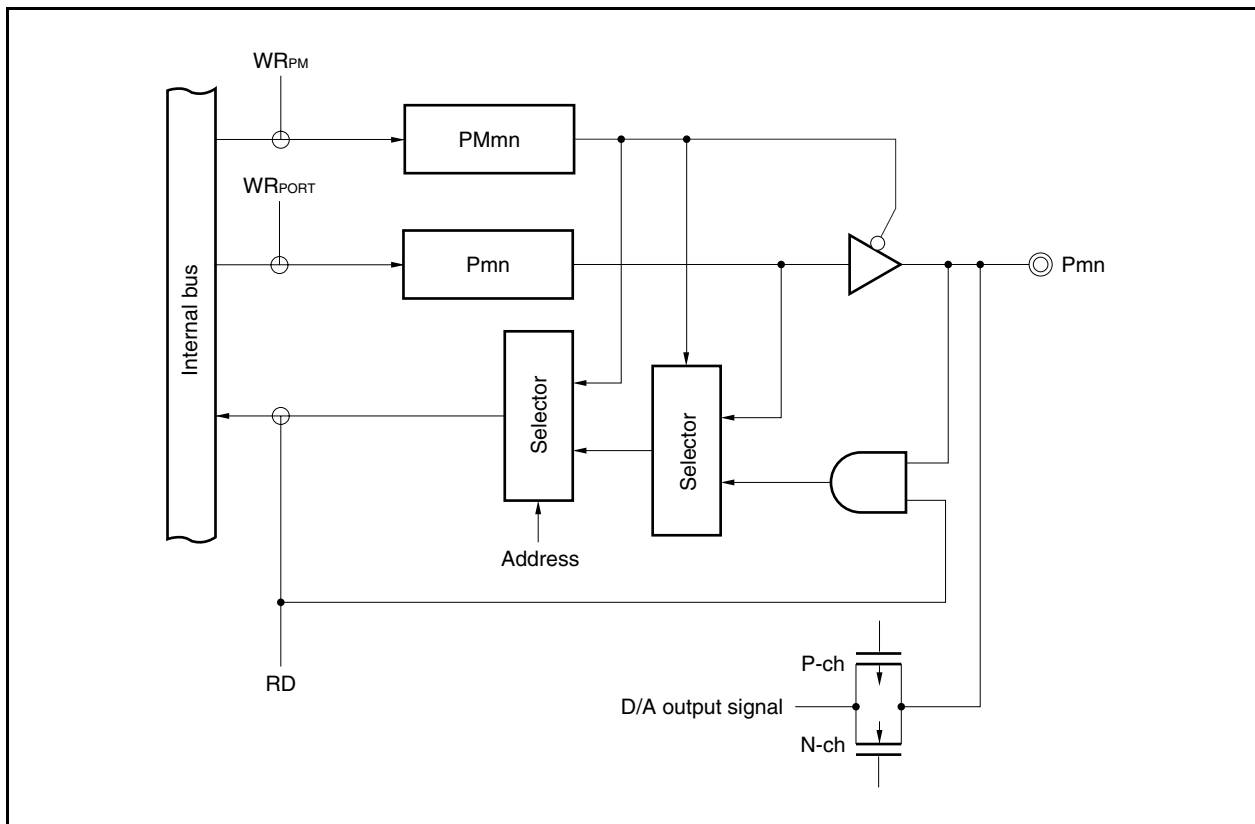 WRPM
PMmn
WRPORT
Pmn
Pmn
Internal bus
Selector
Selector
Address
RD
P-ch
D/A output signal
N-ch